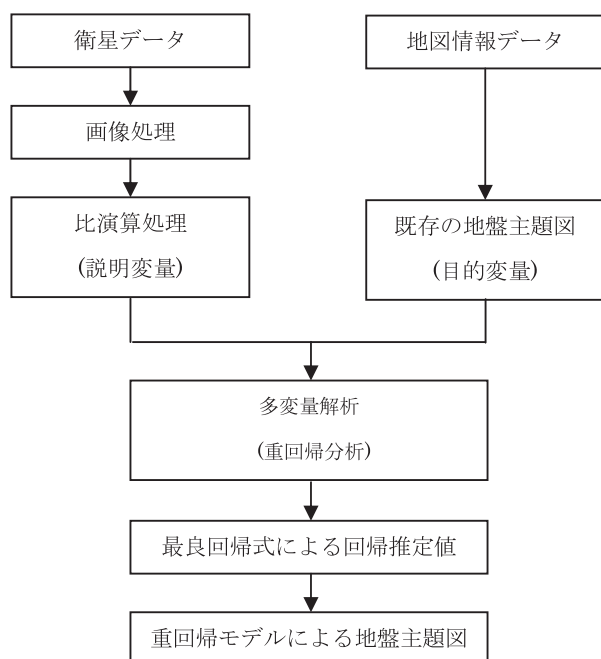 衛星データ
地図情報データ
画像処理
比演算処理
(説明変量)
既存の地盤主題図
(目的変量)
多変量解析
(重回帰分析)
最良回帰式による回帰推定値
重回帰モデルによる地盤主題図